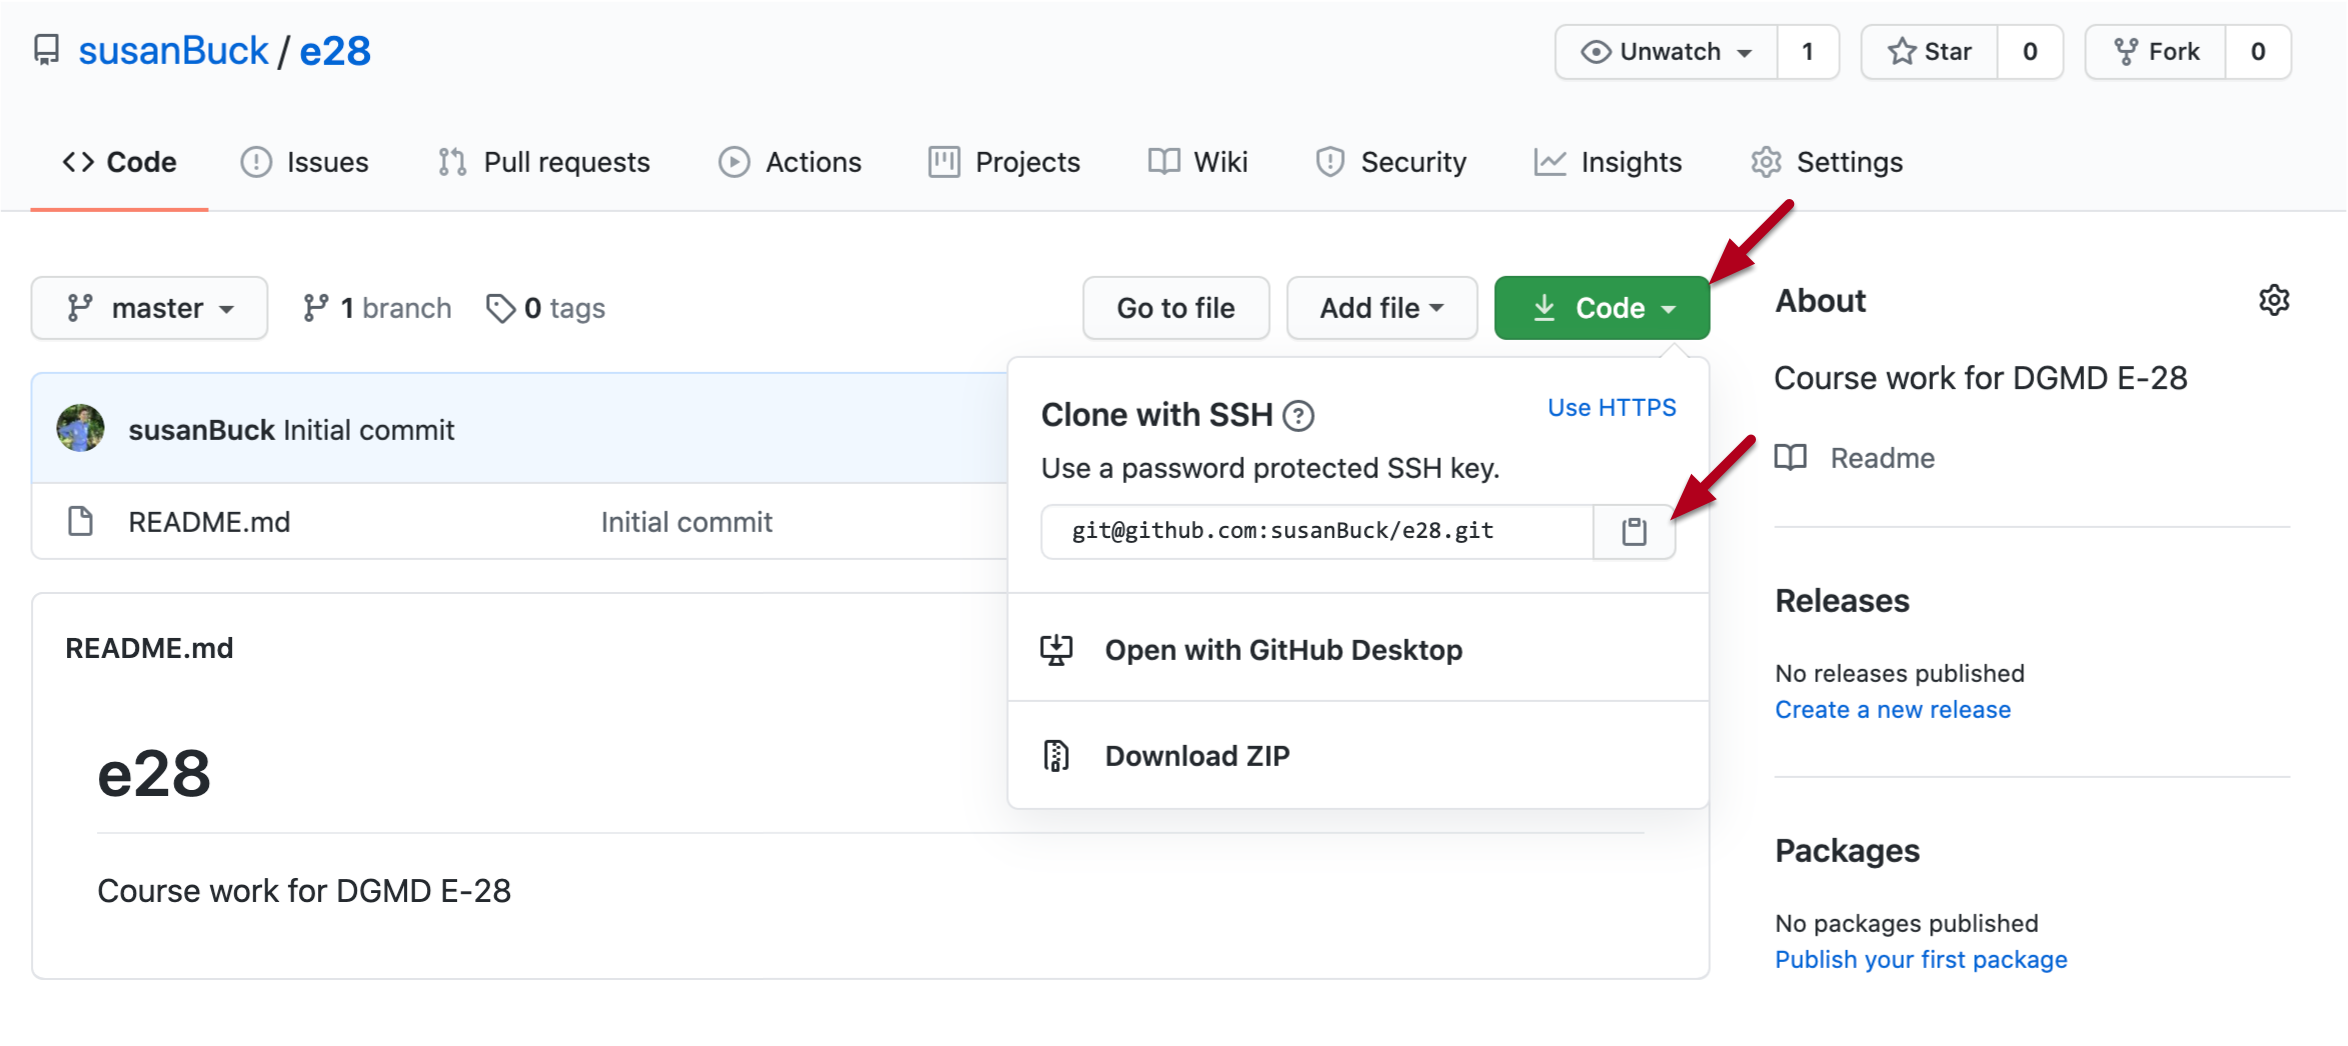 susanBuck / e28
Unwatch 1 Star 0 Fork 0
Code Issues Pull requests Actions Projects Wiki Security Insights Settings
master 1 branch 0 tags Go to file Add file Code
susanBuck Initial commit
README.md Initial commit
Clone with SSH ? Use HTTPS
Use a password protected SSH key.
git@github.com:susanBuck/e28.git
Open with GitHub Desktop
Download ZIP
README.md
e28
Course work for DGMD E-28
About
Course work for DGMD E-28
Readme
Releases
No releases published
Create a new release
Packages
No packages published
Publish your first package